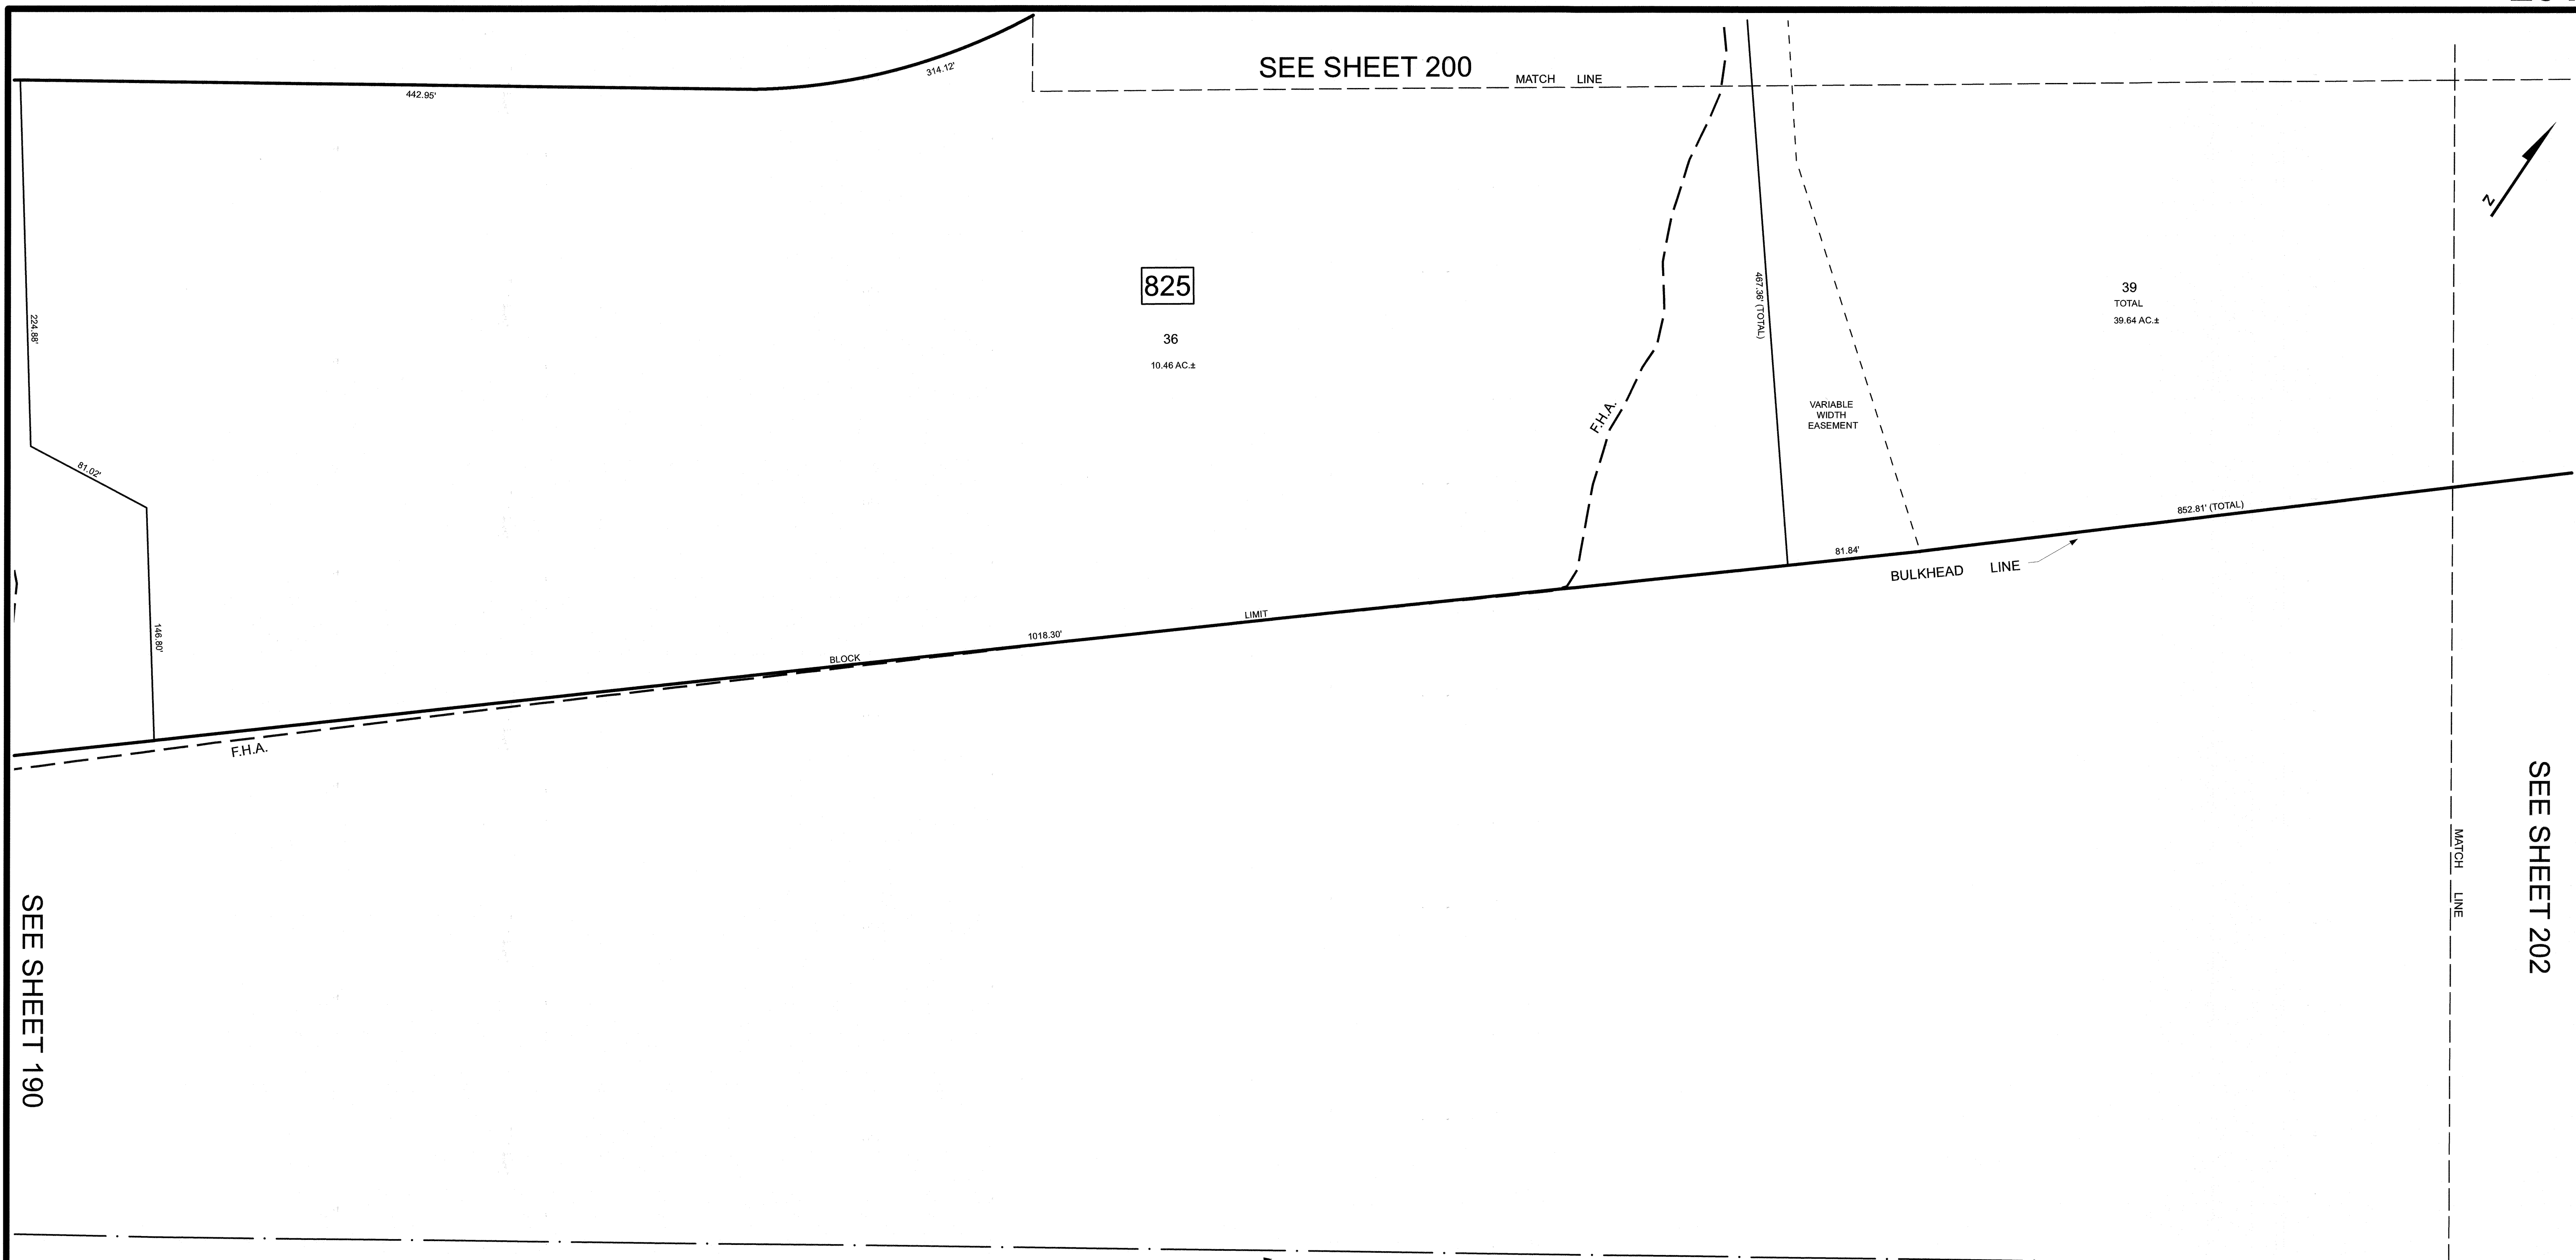 SEE SHEET 200
MATCH LINE
314.12'
442.95'
224.88'
81.02'
146.80'
825
36
10.46 AC.±
F.H.A.
467.36' (TOTAL)
VARIABLE
WIDTH
EASEMENT
39
TOTAL
39.64 AC.±
N
852.81' (TOTAL)
81.84'
BULKHEAD LINE
LIMIT
1018.30'
BLOCK
F.H.A.
MATCH LINE
SEE SHEET 202
SEE SHEET 190